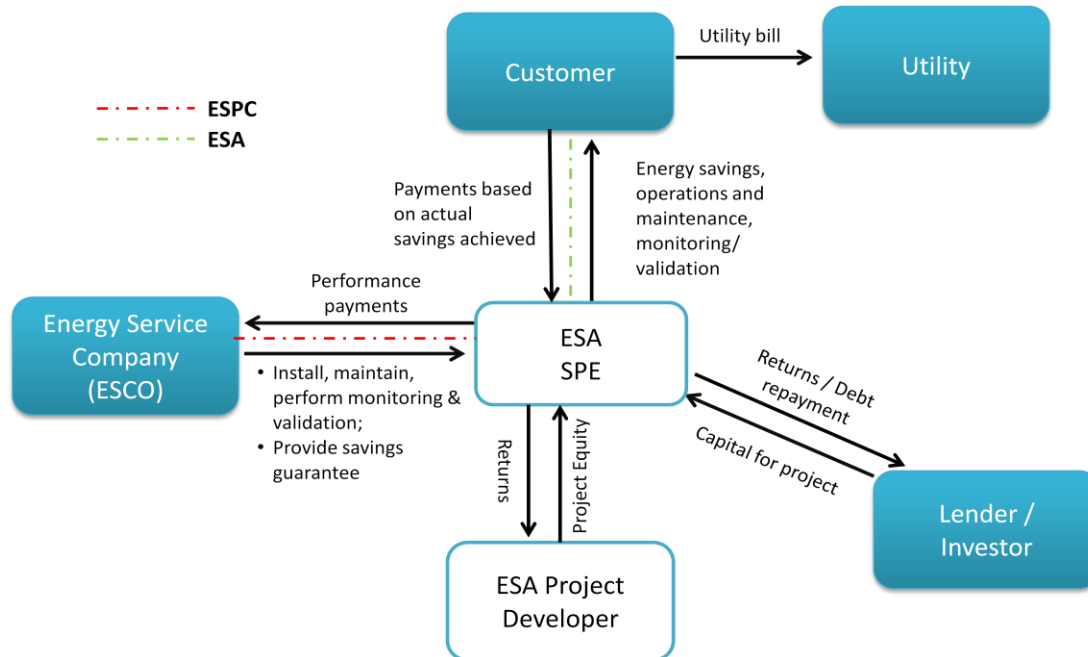 Customer
Utility bill
Utility
ESPC
ESA
Payments based
on actual
savings achieved
Energy savings,
operations and
maintenance,
monitoring/
validation
Performance
payments
Energy Service
Company
(ESCO)
ESA
SPE
• Install, maintain,
perform monitoring &
validation;
• Provide savings
guarantee
Returns / Debt
repayment
Capital for project
Returns
Project Equity
Lender /
Investor
ESA Project
Developer